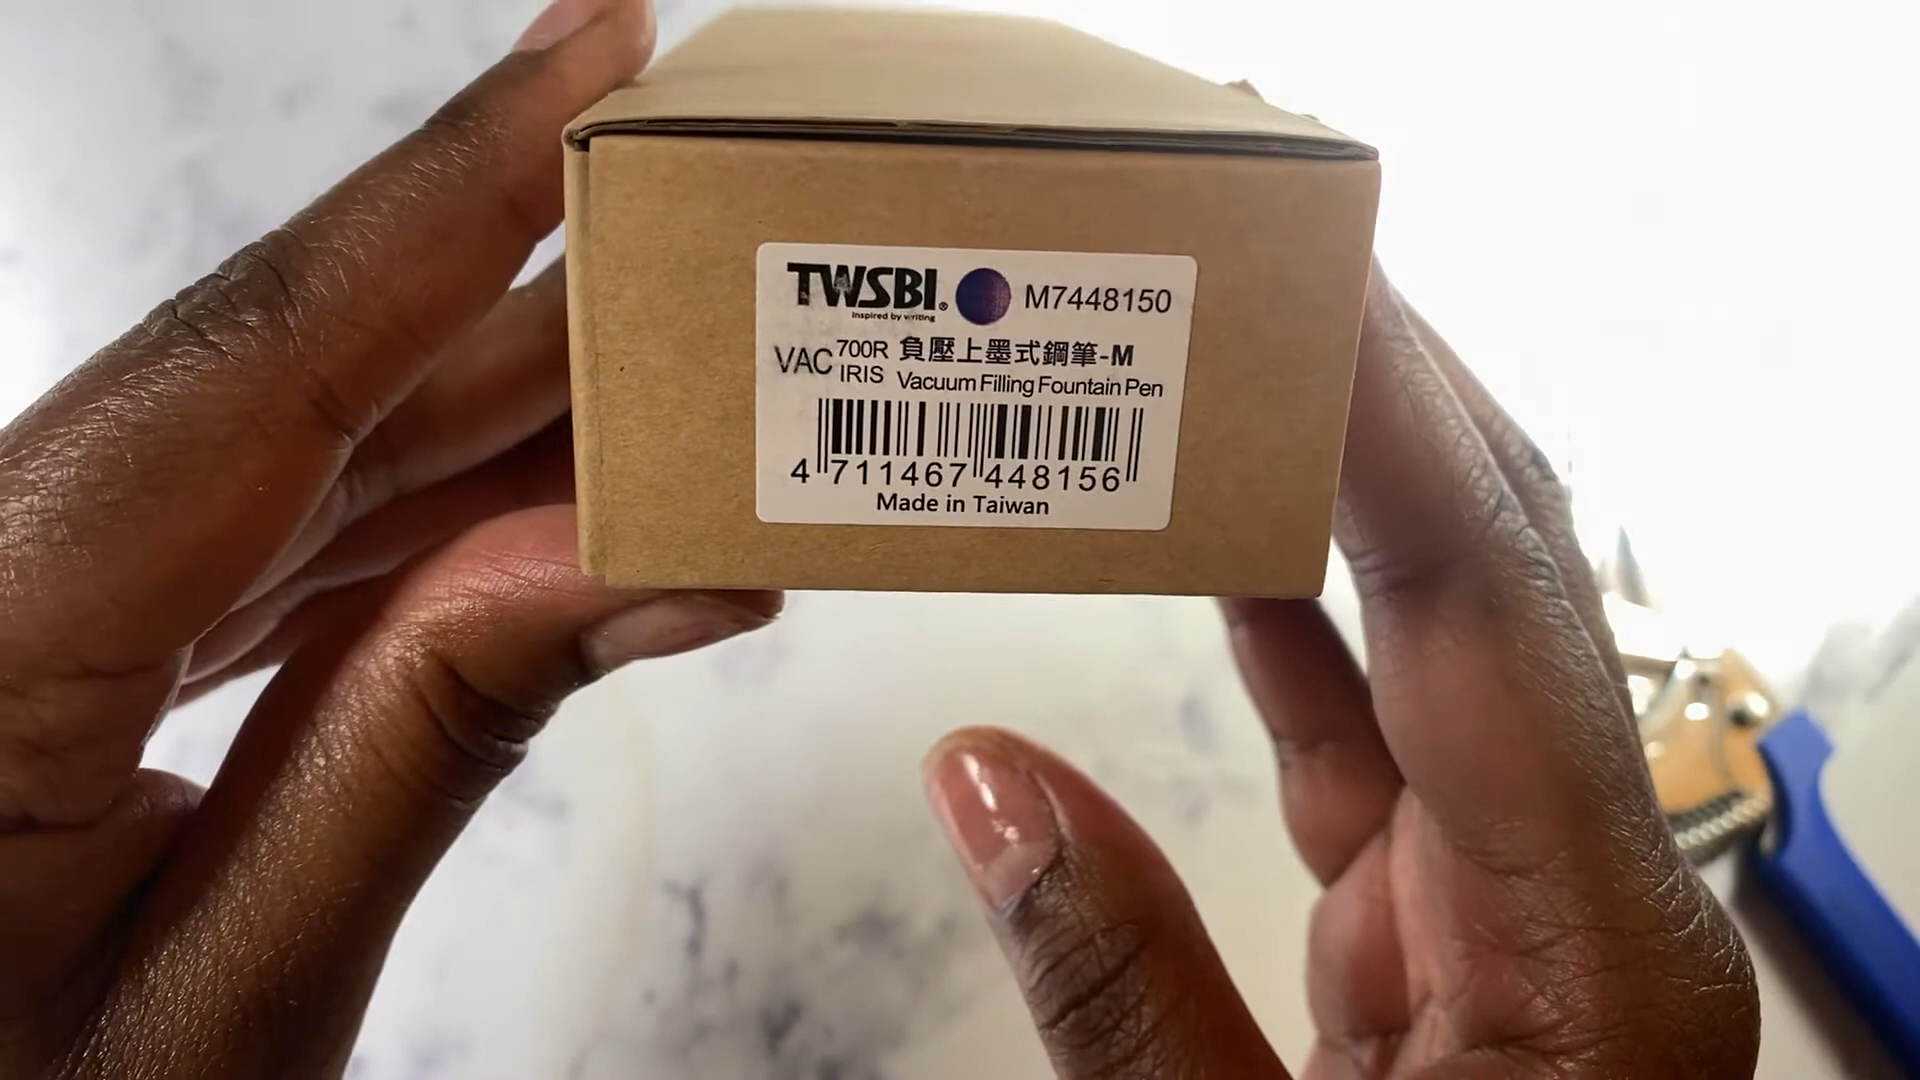 TWSBI® M7448150
Inspired by writing
VAC 700R 負壓上墨式鋼筆-M
IRIS Vacuum Filling Fountain Pen
4 711467 448156
Made in Taiwan